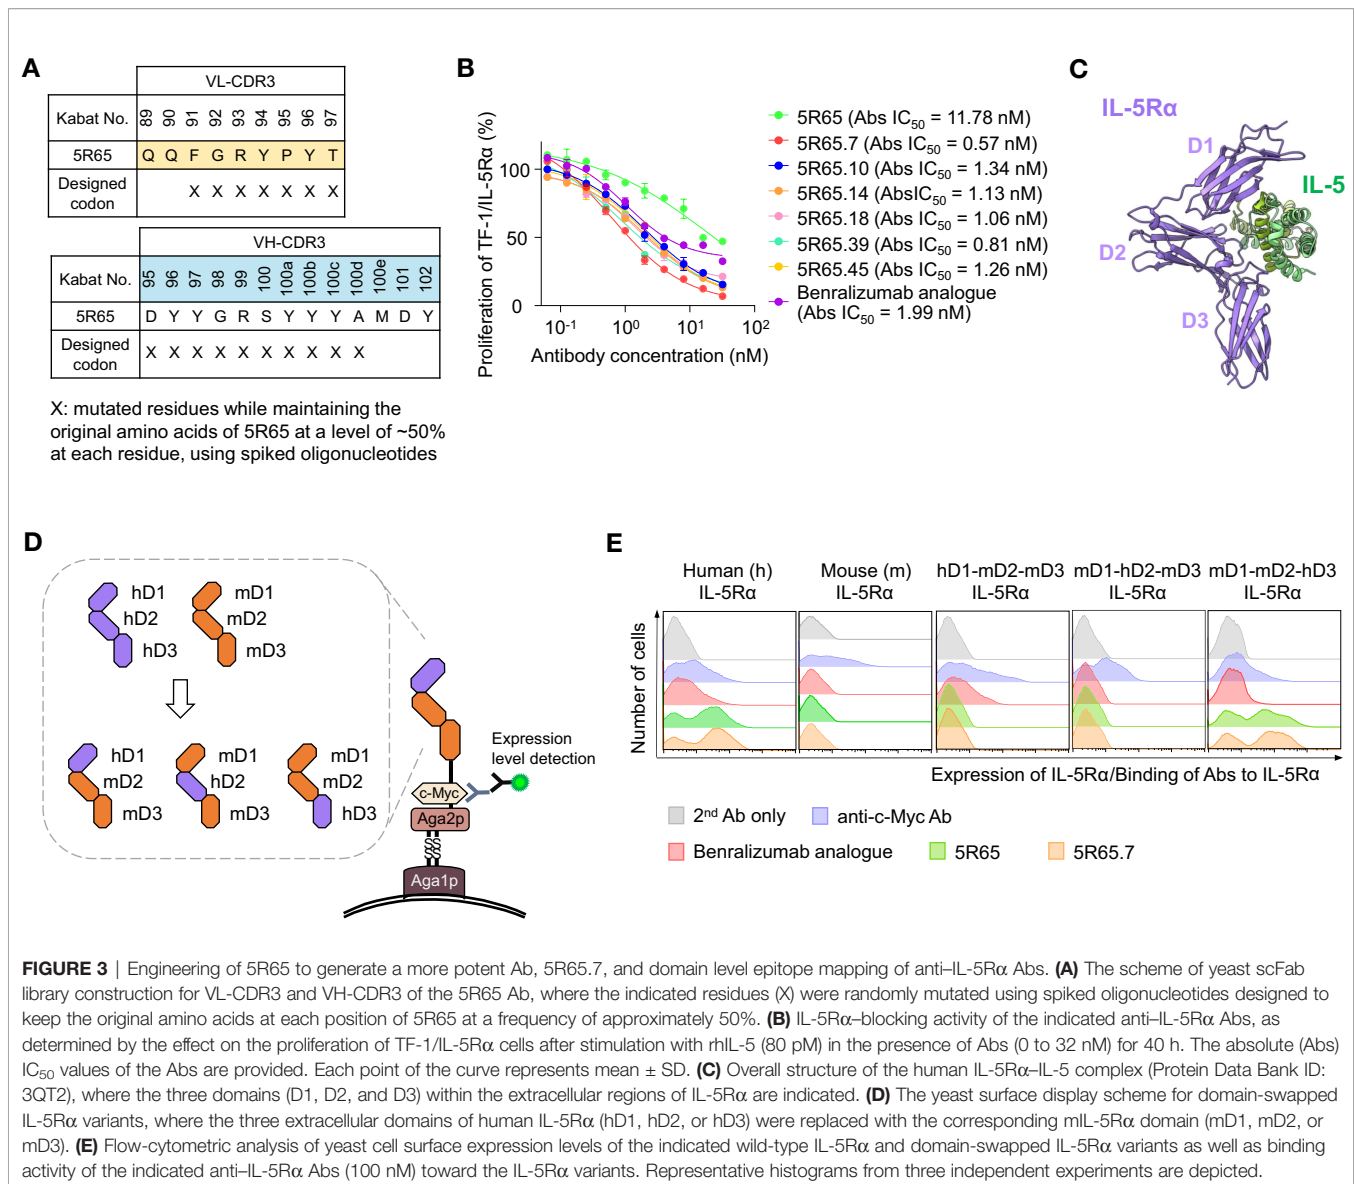 A
VL-CDR3
Kabat No. 89 90 91 92 93 94 95 96 97
5R65 Q Q F G R Y P Y T
Designed codon X X X X X X X
VH-CDR3
Kabat No. 95 96 97 98 99 100 100a 100b 100c 100d 100e 101 102
5R65 D Y Y G R S Y Y Y A M D Y
Designed codon X X X X X X X X X X
X: mutated residues while maintaining the
original amino acids of 5R65 at a level of ~50%
at each residue, using spiked oligonucleotides
B
Proliferation of TF-1/IL-5Rα (%)
100
50
0
10⁻¹ 10⁰ 10¹ 10²
Antibody concentration (nM)
5R65 (Abs IC₅₀ = 11.78 nM)
5R65.7 (Abs IC₅₀ = 0.57 nM)
5R65.10 (Abs IC₅₀ = 1.34 nM)
5R65.14 (AbsIC₅₀ = 1.13 nM)
5R65.18 (Abs IC₅₀ = 1.06 nM)
5R65.39 (Abs IC₅₀ = 0.81 nM)
5R65.45 (Abs IC₅₀ = 1.26 nM)
Benralizumab analogue
(Abs IC₅₀ = 1.99 nM)
C
IL-5Rα
D1
IL-5
D2
D3
D
hD1 mD1
hD2 mD2
hD3 mD3
hD1 mD1 mD1
mD2 hD2 mD2
mD3 mD3 hD3
Expression
level detection
c-Myc
Aga2p
S S
S S
Aga1p
E
Human (h)
IL-5Rα
Mouse (m)
IL-5Rα
hD1-mD2-mD3
IL-5Rα
mD1-hD2-mD3
IL-5Rα
mD1-mD2-hD3
IL-5Rα
Number of cells
Expression of IL-5Rα/Binding of Abs to IL-5Rα
2ⁿᵈ Ab only
anti-c-Myc Ab
Benralizumab analogue
5R65
5R65.7
FIGURE 3 | Engineering of 5R65 to generate a more potent Ab, 5R65.7, and domain level epitope mapping of anti–IL-5Rα Abs. (A) The scheme of yeast scFab
library construction for VL-CDR3 and VH-CDR3 of the 5R65 Ab, where the indicated residues (X) were randomly mutated using spiked oligonucleotides designed to
keep the original amino acids at each position of 5R65 at a frequency of approximately 50%. (B) IL-5Rα–blocking activity of the indicated anti–IL-5Rα Abs, as
determined by the effect on the proliferation of TF-1/IL-5Rα cells after stimulation with rhIL-5 (80 pM) in the presence of Abs (0 to 32 nM) for 40 h. The absolute (Abs)
IC₅₀ values of the Abs are provided. Each point of the curve represents mean ± SD. (C) Overall structure of the human IL-5Rα–IL-5 complex (Protein Data Bank ID:
3QT2), where the three domains (D1, D2, and D3) within the extracellular regions of IL-5Rα are indicated. (D) The yeast surface display scheme for domain-swapped
IL-5Rα variants, where the three extracellular domains of human IL-5Rα (hD1, hD2, or hD3) were replaced with the corresponding mIL-5Rα domain (mD1, mD2, or
mD3). (E) Flow-cytometric analysis of yeast cell surface expression levels of the indicated wild-type IL-5Rα and domain-swapped IL-5Rα variants as well as binding
activity of the indicated anti–IL-5Rα Abs (100 nM) toward the IL-5Rα variants. Representative histograms from three independent experiments are depicted.